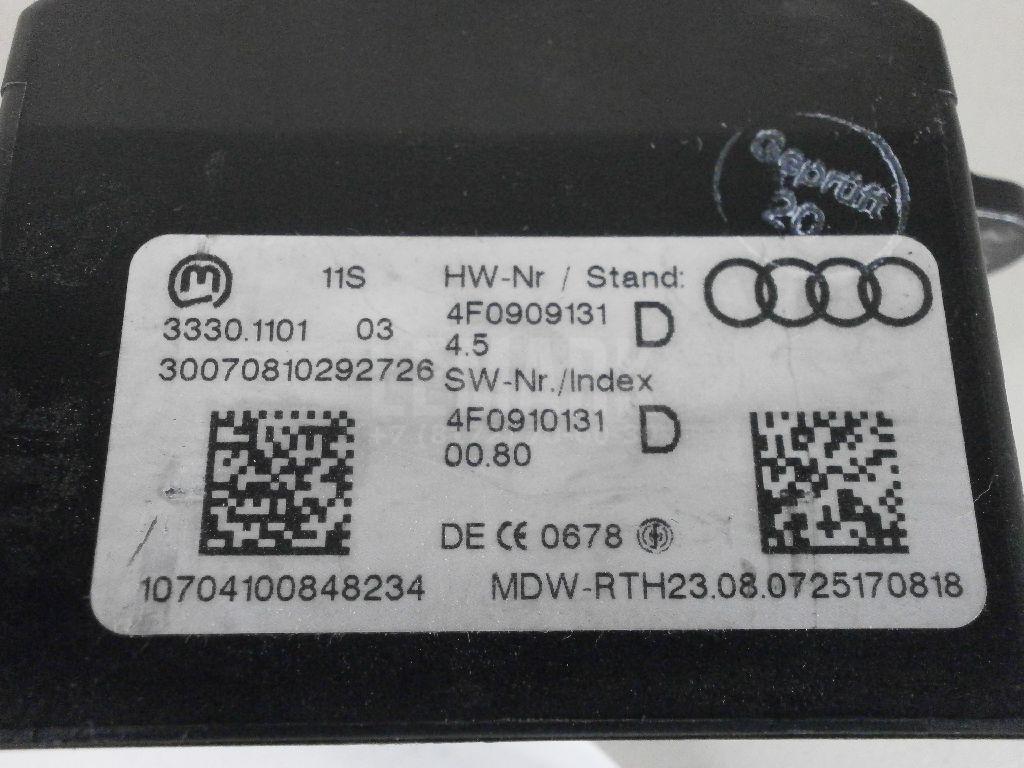 Geprüft
20
M
11S
HW-Nr / Stand:
3330.1101 03
4F0909131 D
4.5
30070810292726
SW-Nr./Index
4F0910131 D
00.80
DE CE 0678
10704100848234
MDW-RTH23.08.0725170818